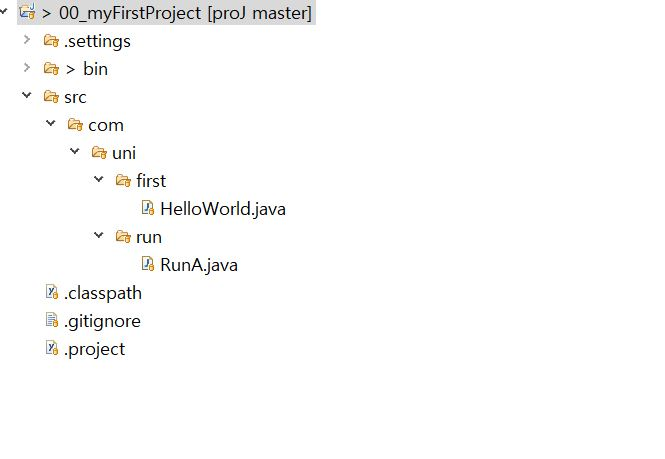 > 00_myFirstProject [proJ master]
.settings
> bin
src
com
uni
first
HelloWorld.java
run
RunA.java
.classpath
.gitignore
.project